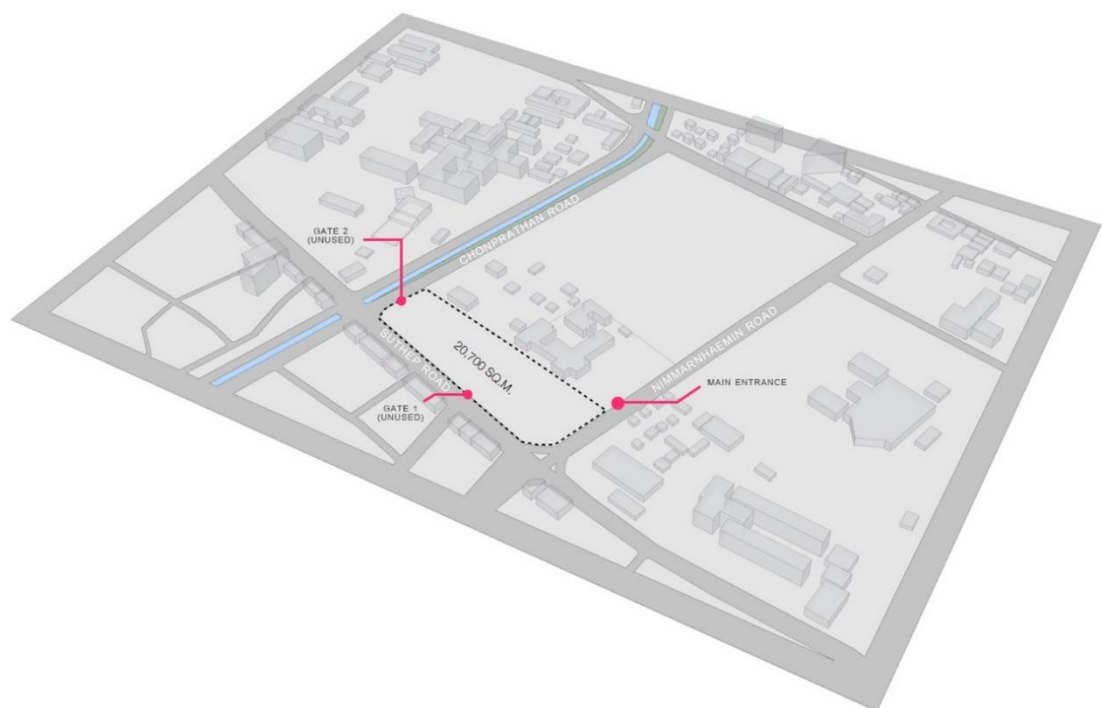 GATE 2
(UNUSED)
CHONPRATHAN ROAD
SUTHEP ROAD
20,700 SQ.M.
NIMMARNHAEMIN ROAD
MAIN ENTRANCE
GATE 1
(UNUSED)